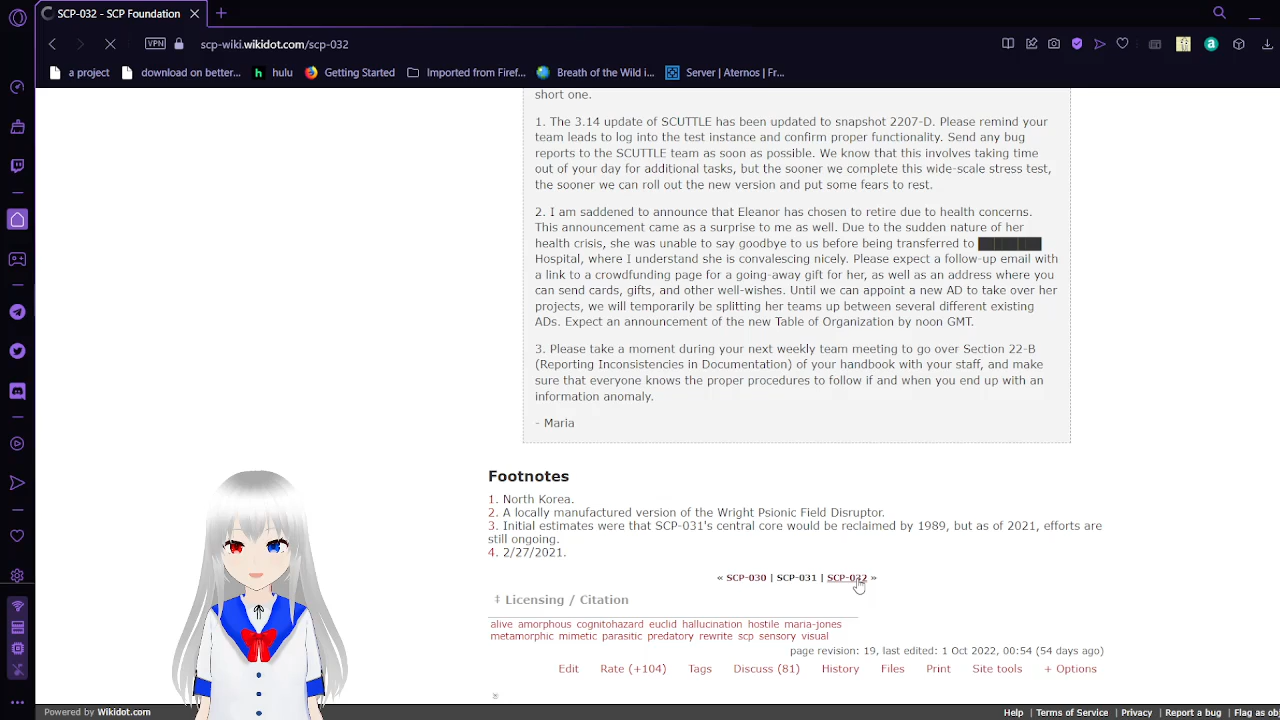 SCP-032 - SCP Foundation
VPN
scp-wiki.wikidot.com/scp-032
a project
download on better...
hulu
Getting Started
Imported from Firef...
Breath of the Wild i...
Server | Aternos | Fr...
short one.
1. The 3.14 update of SCUTTLE has been updated to snapshot 2207-D. Please remind your
team leads to log into the test instance and confirm proper functionality. Send any bug
reports to the SCUTTLE team as soon as possible. We know that this involves taking time
out of your day for additional tasks, but the sooner we complete this wide-scale stress test,
the sooner we can roll out the new version and put some fears to rest.
2. I am saddened to announce that Eleanor has chosen to retire due to health concerns.
This announcement came as a surprise to me as well. Due to the sudden nature of her
health crisis, she was unable to say goodbye to us before being transferred to ████████
Hospital, where I understand she is convalescing nicely. Please expect a follow-up email with
a link to a crowdfunding page for a going-away gift for her, as well as an address where you
can send cards, gifts, and other well-wishes. Until we can appoint a new AD to take over her
projects, we will temporarily be splitting her teams up between several different existing
ADs. Expect an announcement of the new Table of Organization by noon GMT.
3. Please take a moment during your next weekly team meeting to go over Section 22-B
(Reporting Inconsistencies in Documentation) of your handbook with your staff, and make
sure that everyone knows the proper procedures to follow if and when you end up with an
information anomaly.
- Maria
Footnotes
1. North Korea.
2. A locally manufactured version of the Wright Psionic Field Disruptor.
3. Initial estimates were that SCP-031's central core would be reclaimed by 1989, but as of 2021, efforts are
still ongoing.
4. 2/27/2021.
« SCP-030 | SCP-031 | SCP-032 »
‡ Licensing / Citation
alive amorphous cognitohazard euclid hallucination hostile maria-jones
metamorphic mimetic parasitic predatory rewrite scp sensory visual
page revision: 19, last edited: 1 Oct 2022, 00:54 (54 days ago)
Edit Rate (+104) Tags Discuss (81) History Files Print Site tools + Options
Powered by Wikidot.com
Help | Terms of Service | Privacy | Report a bug | Flag as ob